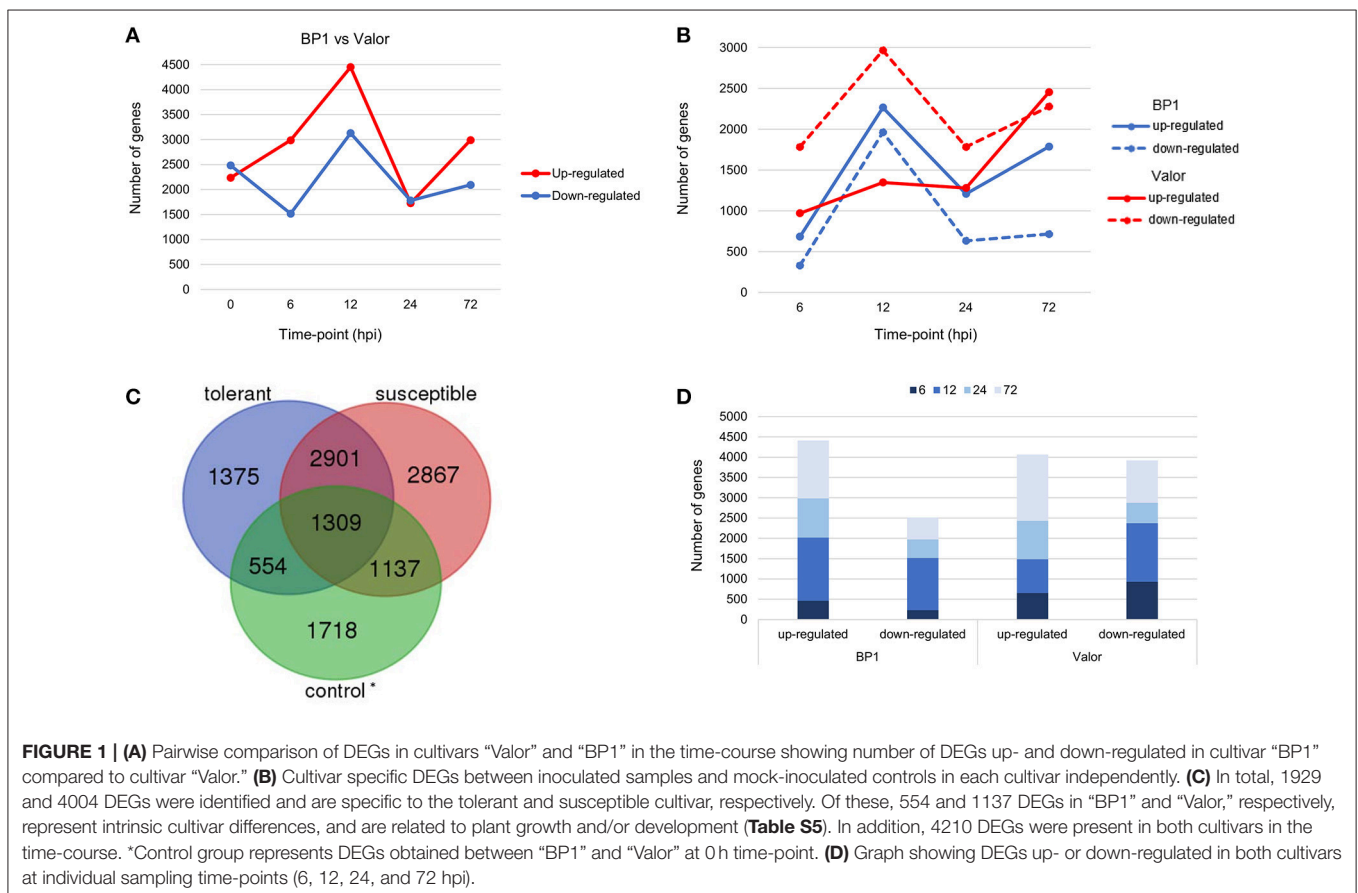 A
BP1 vs Valor
Number of genes
4500
4000
3500
3000
2500
2000
1500
1000
500
0
0 6 12 24 72
Time-point (hpi)
Up-regulated
Down-regulated
B
Number of genes
3000
2500
2000
1500
1000
500
0
6 12 24 72
Time-point (hpi)
BP1
up-regulated
down-regulated
Valor
up-regulated
down-regulated
C
tolerant
susceptible
1375
2901
2867
1309
554
1137
1718
control *
D
6 12 24 72
Number of genes
5000
4500
4000
3500
3000
2500
2000
1500
1000
500
0
up-regulated down-regulated up-regulated down-regulated
BP1 Valor
FIGURE 1 | (A) Pairwise comparison of DEGs in cultivars “Valor” and “BP1” in the time-course showing number of DEGs up- and down-regulated in cultivar “BP1”
compared to cultivar “Valor.” (B) Cultivar specific DEGs between inoculated samples and mock-inoculated controls in each cultivar independently. (C) In total, 1929
and 4004 DEGs were identified and are specific to the tolerant and susceptible cultivar, respectively. Of these, 554 and 1137 DEGs in “BP1” and “Valor,” respectively,
represent intrinsic cultivar differences, and are related to plant growth and/or development (Table S5). In addition, 4210 DEGs were present in both cultivars in the
time-course. *Control group represents DEGs obtained between “BP1” and “Valor” at 0 h time-point. (D) Graph showing DEGs up- or down-regulated in both cultivars
at individual sampling time-points (6, 12, 24, and 72 hpi).